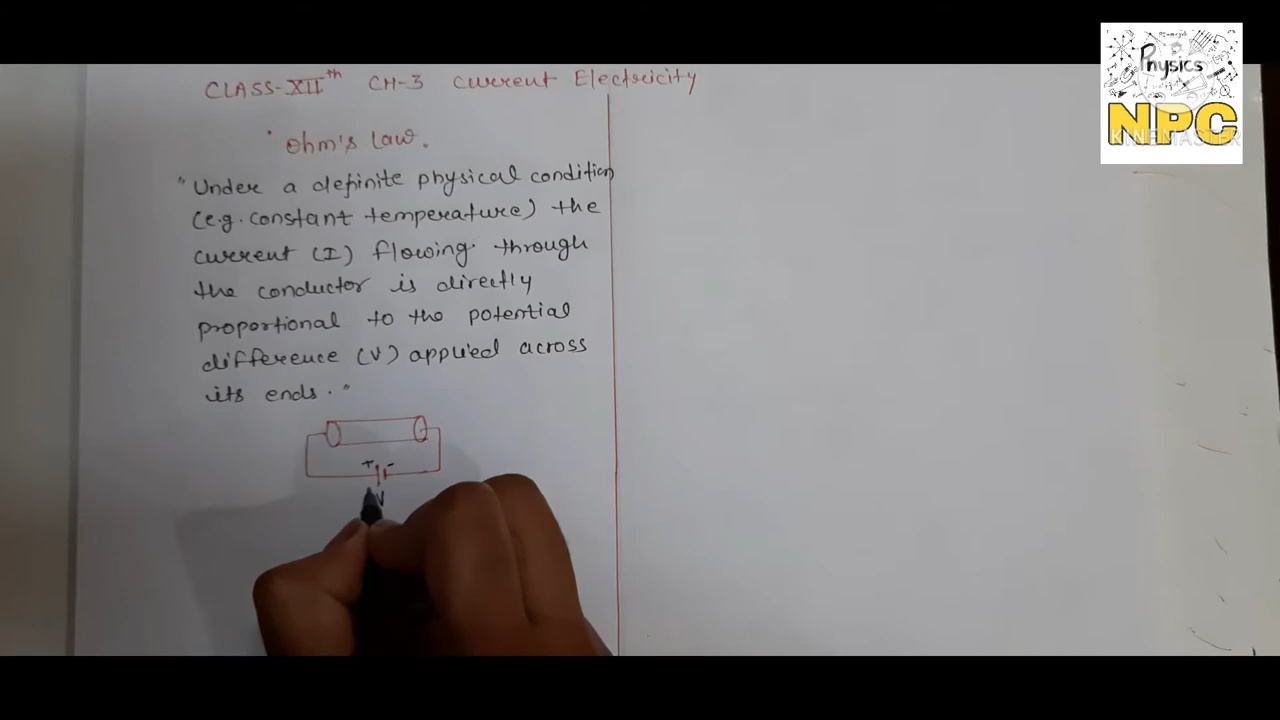 CLASS-XIIth CH-3 Current Electricity
Ohm's law.
"Under a definite physical condition
(e.g. constant temperature) the
current (I) flowing through
the conductor is directly
proportional to the potential
difference (V) applied across
its ends."
+ -
V
Physics
NPC
KINEMASTER